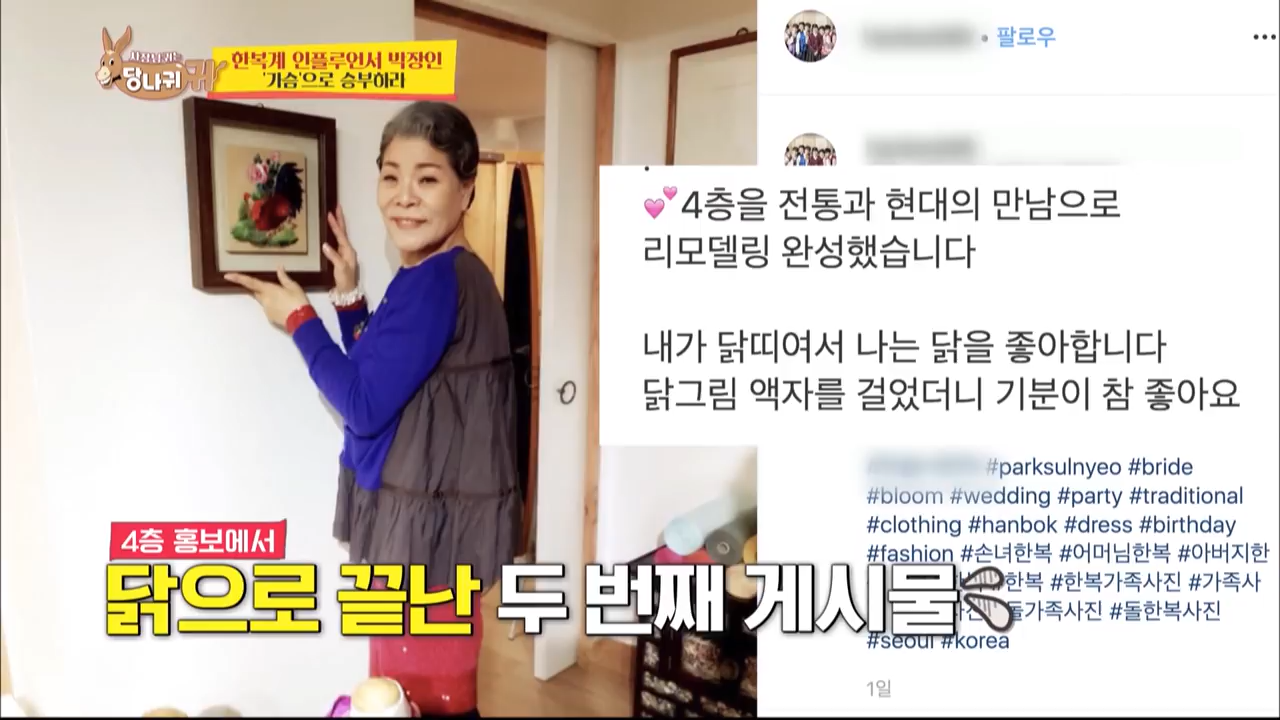 사장님 귀는
당나귀 귀
한복계 인플루언서 박장인
'가슴'으로 승부하라
• 팔로우
💕4층을 전통과 현대의 만남으로
리모델링 완성했습니다
내가 닭띠여서 나는 닭을 좋아합니다
닭그림 액자를 걸었더니 기분이 참 좋아요
#parksulnyeo #bride
#bloom #wedding #party #traditional
#clothing #hanbok #dress #birthday
#fashion #손녀한복 #어머님한복 #아버지한
한복 #한복가족사진 #가족사
돌가족사진 #돌한복사진
#seoul #korea
1일
4층 홍보에서
닭으로 끝난 두 번째 게시물